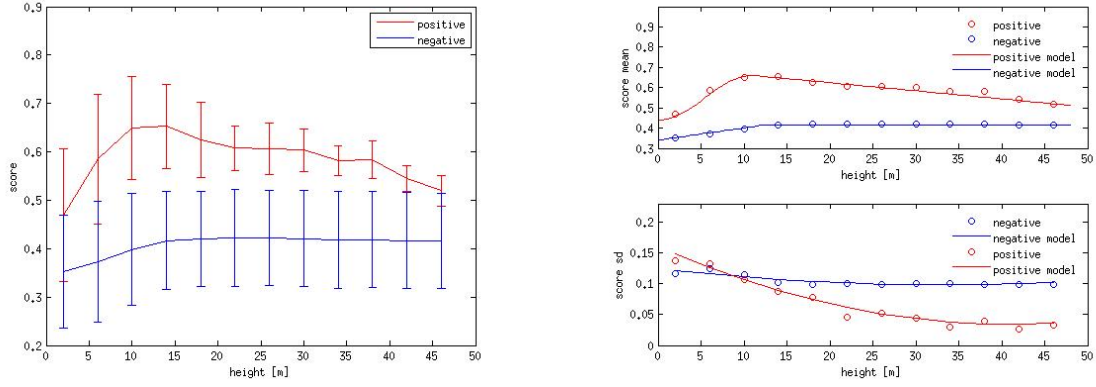 0.9
0.8
0.7
0.6
0.5
0.4
0.3
0.2
score
0 5 10 15 20 25 30 35 40 45 50
height [m]
positive
negative
1
0.9
0.8
0.7
0.6
0.5
0.4
0.3
score mean
0 5 10 15 20 25 30 35 40 45 50
height [m]
positive
negative
positive model
negative model
0.2
0.15
0.1
0.05
0
score sd
0 5 10 15 20 25 30 35 40 45 50
height [m]
negative
negative model
positive
positive model